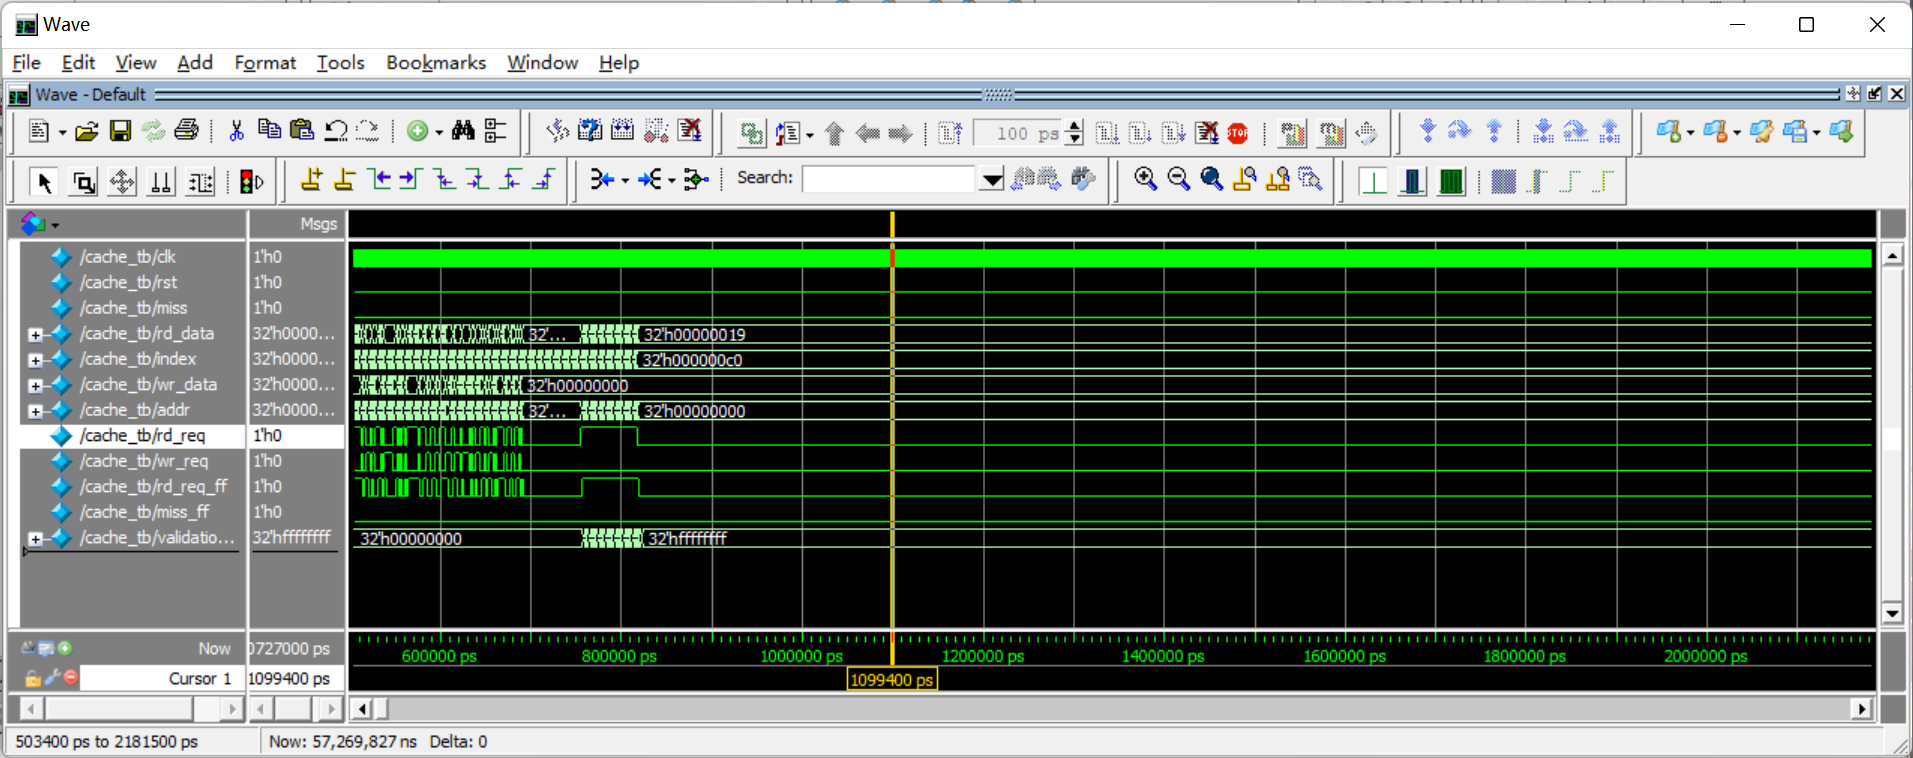 Wave
File Edit View Add Format Tools Bookmarks Window Help
Wave - Default
100 ps
STOP
Search:
Msgs
/cache_tb/clk 1'h0
/cache_tb/rst 1'h0
/cache_tb/miss 1'h0
/cache_tb/rd_data 32'h0000... 32'... 32'h00000019
/cache_tb/index 32'h0000... 32'h000000c0
/cache_tb/wr_data 32'h0000... 32'h00000000
/cache_tb/addr 32'h0000... 32'... 32'h00000000
/cache_tb/rd_req 1'h0
/cache_tb/wr_req 1'h0
/cache_tb/rd_req_ff 1'h0
/cache_tb/miss_ff 1'h0
/cache_tb/validatio... 32'hffffffff 32'h00000000 32'hffffffff
Now 0727000 ps 600000 ps 800000 ps 1000000 ps 1200000 ps 1400000 ps 1600000 ps 1800000 ps 2000000 ps
Cursor 1 1099400 ps 1099400 ps
503400 ps to 2181500 ps Now: 57,269,827 ns Delta: 0